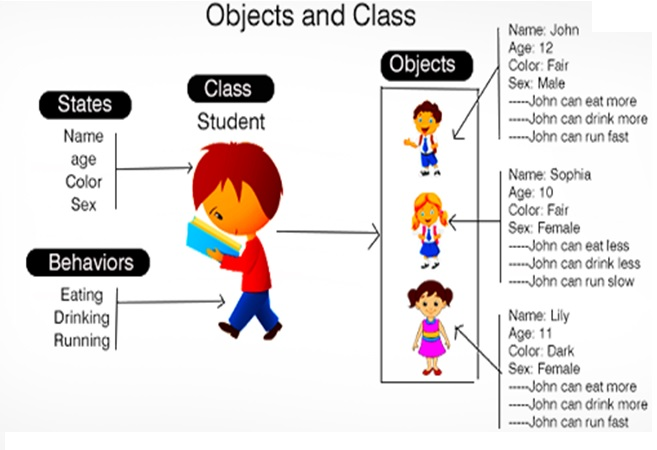 Objects and Class
States
Name
age
Color
Sex
Behaviors
Eating
Drinking
Running
Class
Student
Objects
Name: John
Age: 12
Color: Fair
Sex: Male
-----John can eat more
-----John can drink more
-----John can run fast
Name: Sophia
Age: 10
Color: Fair
Sex: Female
----John can eat less
----John can drink less
----John can run slow
Name: Lily
Age: 11
Color: Dark
Sex: Female
-----John can eat more
-----John can drink more
-----John can run fast